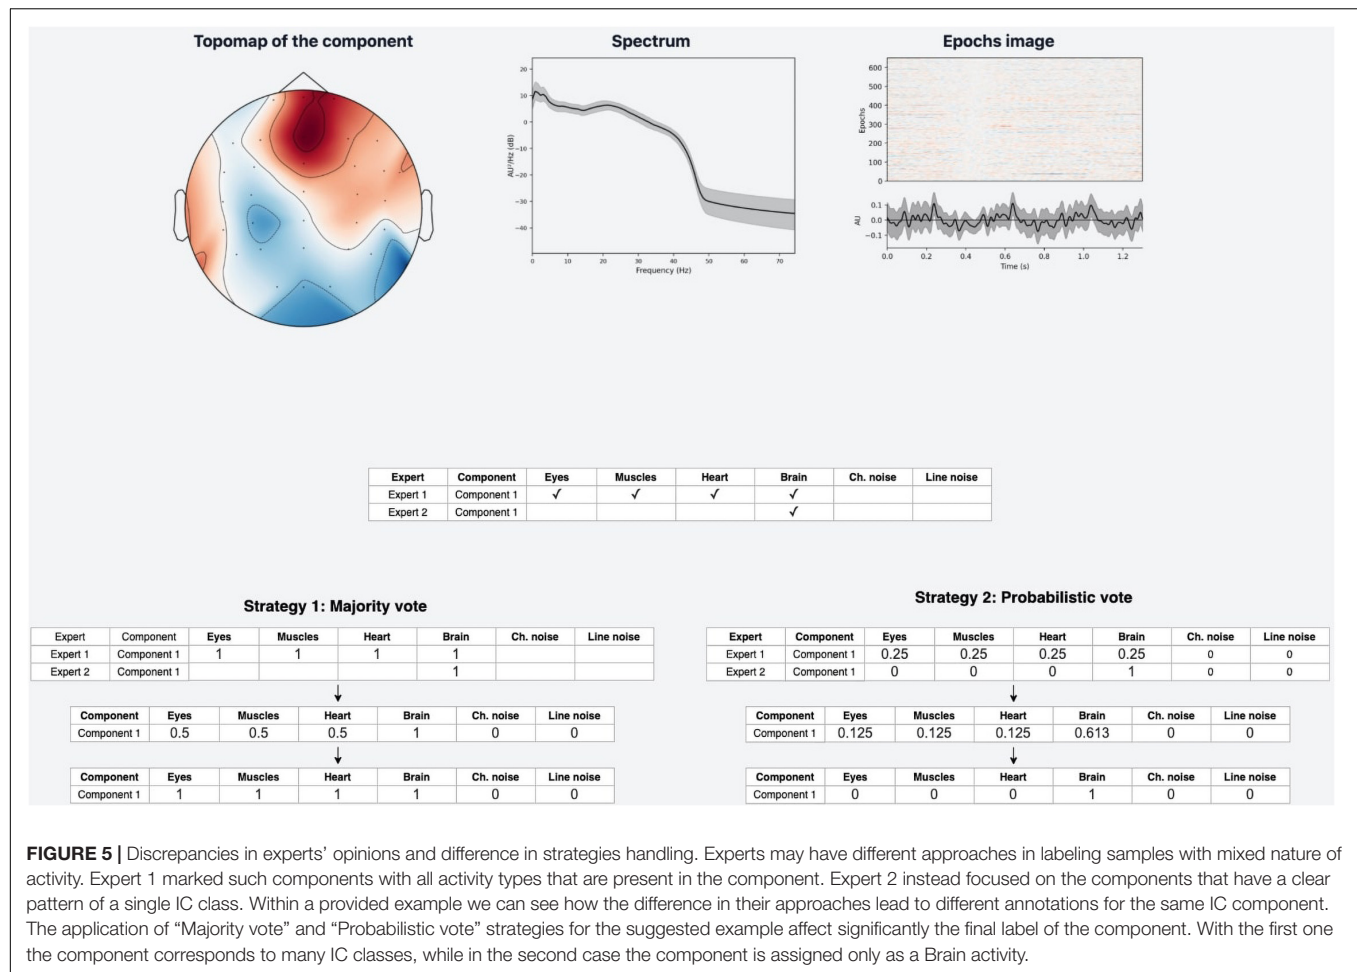 Topomap of the component
Spectrum
Epochs image
20
10
0
−10
−20
−30
−40
AU²/Hz (dB)
0 10 20 30 40 50 60 70
Frequency (Hz)
600
500
400
300
200
100
0
Epochs
0.1
0.0
−0.1
AU
0.0 0.2 0.4 0.6 0.8 1.0 1.2
Time (s)
Expert Component Eyes Muscles Heart Brain Ch. noise Line noise
Expert 1 Component 1 ✓ ✓ ✓ ✓
Expert 2 Component 1 ✓
Strategy 1: Majority vote
Expert Component Eyes Muscles Heart Brain Ch. noise Line noise
Expert 1 Component 1 1 1 1 1
Expert 2 Component 1 1
Component Eyes Muscles Heart Brain Ch. noise Line noise
Component 1 0.5 0.5 0.5 1 0 0
Component Eyes Muscles Heart Brain Ch. noise Line noise
Component 1 1 1 1 1 0 0
Strategy 2: Probabilistic vote
Expert Component Eyes Muscles Heart Brain Ch. noise Line noise
Expert 1 Component 1 0.25 0.25 0.25 0.25 0 0
Expert 2 Component 1 0 0 0 1 0 0
Component Eyes Muscles Heart Brain Ch. noise Line noise
Component 1 0.125 0.125 0.125 0.613 0 0
Component Eyes Muscles Heart Brain Ch. noise Line noise
Component 1 0 0 0 1 0 0
FIGURE 5 | Discrepancies in experts’ opinions and difference in strategies handling. Experts may have different approaches in labeling samples with mixed nature of
activity. Expert 1 marked such components with all activity types that are present in the component. Expert 2 instead focused on the components that have a clear
pattern of a single IC class. Within a provided example we can see how the difference in their approaches lead to different annotations for the same IC component.
The application of “Majority vote” and “Probabilistic vote” strategies for the suggested example affect significantly the final label of the component. With the first one
the component corresponds to many IC classes, while in the second case the component is assigned only as a Brain activity.